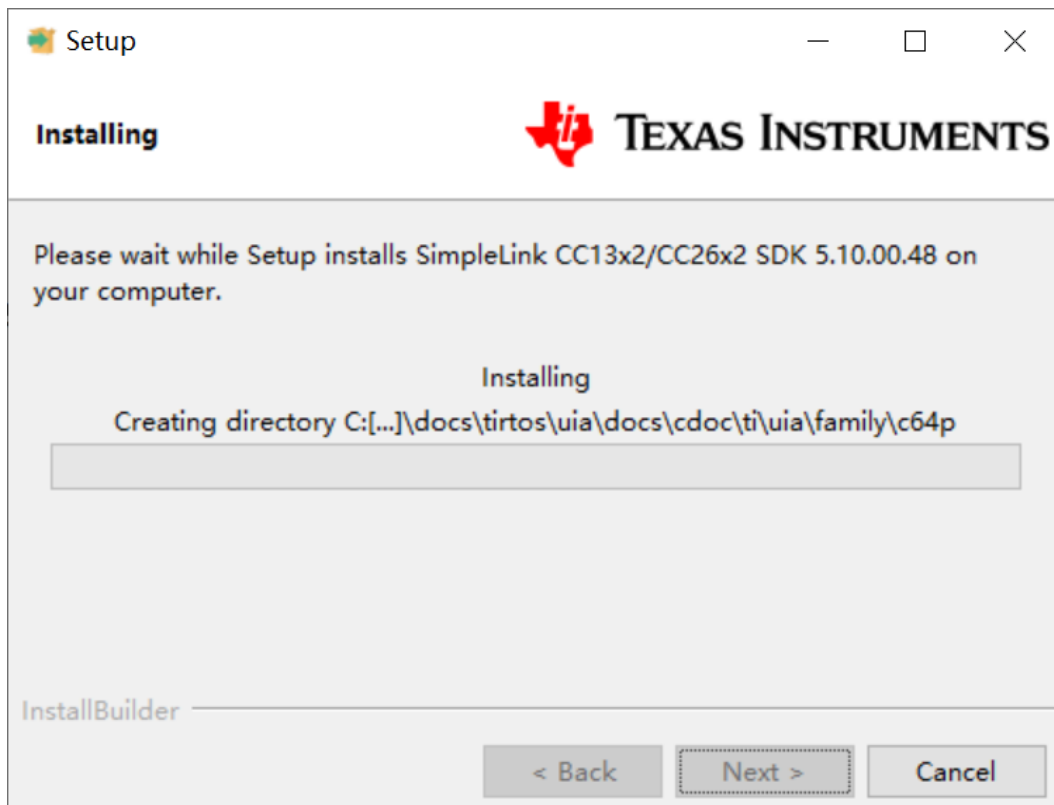 Setup
Installing
TEXAS INSTRUMENTS
Please wait while Setup installs SimpleLink CC13x2/CC26x2 SDK 5.10.00.48 on
your computer.
Installing
Creating directory C:[...]\docs\tirtos\uia\docs\cdoc\ti\uia\family\c64p
InstallBuilder
< Back
Next >
Cancel